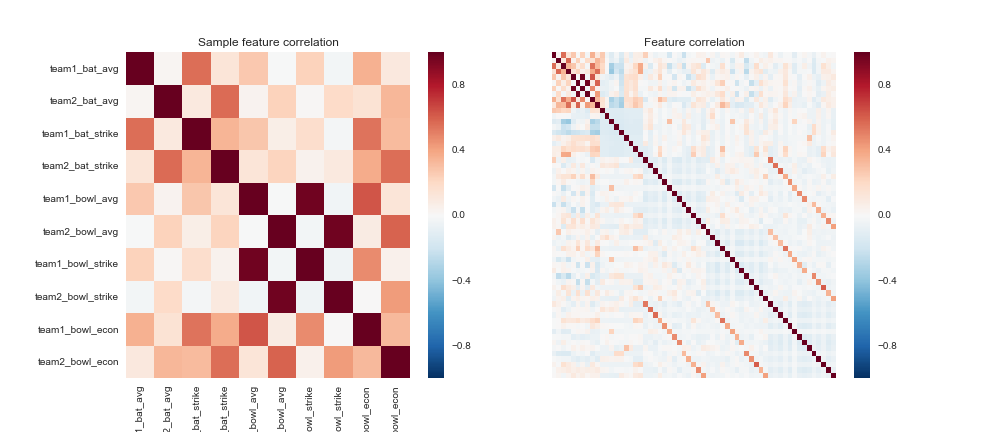 Sample feature correlation
team1_bat_avg
team2_bat_avg
team1_bat_strike
team2_bat_strike
team1_bowl_avg
team2_bowl_avg
team1_bowl_strike
team2_bowl_strike
team1_bowl_econ
team2_bowl_econ
1_bat_avg
2_bat_avg
_bat_strike
_bat_strike
_bowl_avg
_bowl_avg
owl_strike
owl_strike
bowl_econ
bowl_econ
0.8
0.4
0.0
−0.4
−0.8
Feature correlation
0.8
0.4
0.0
−0.4
−0.8